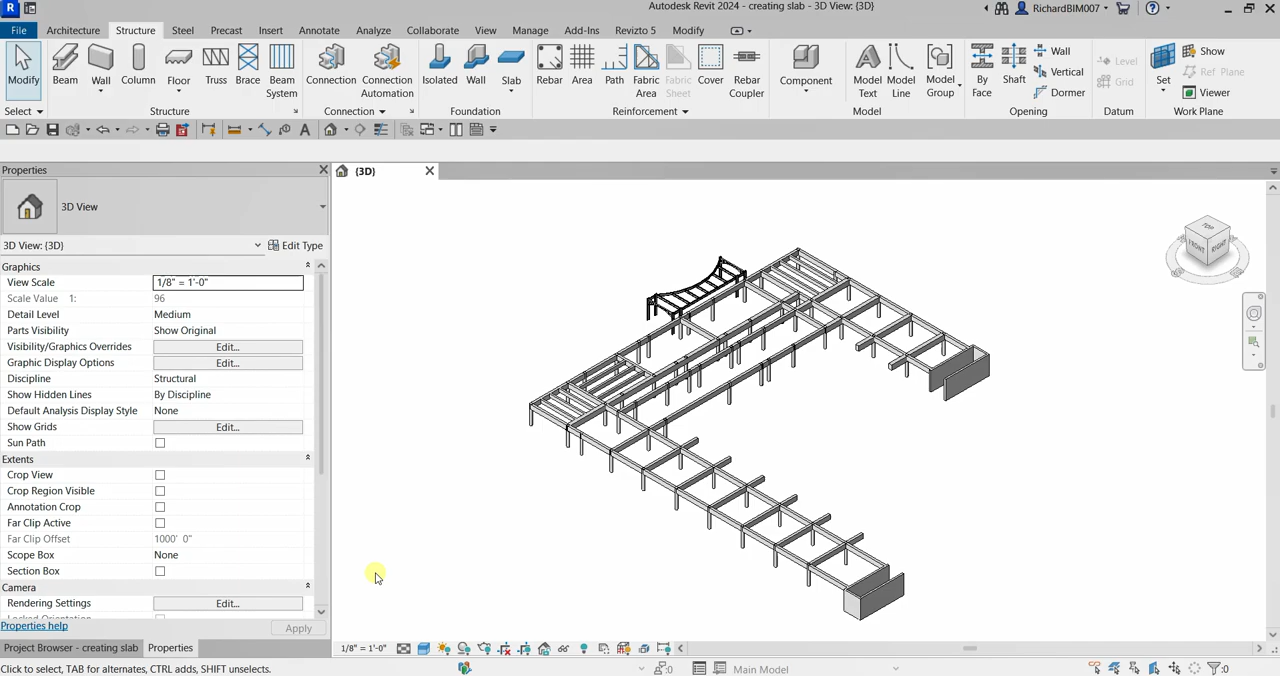 Autodesk Revit 2024 - creating slab - 3D View: {3D}
RichardBIM007
File Architecture Structure Steel Precast Insert Annotate Analyze Collaborate View Manage Add-Ins Revizto 5 Modify
Modify Beam Wall Column Floor Truss Brace Beam System Connection Connection Automation Isolated Wall Slab Rebar Area Path Fabric Area Fabric Sheet Cover Rebar Coupler Component Model Text Model Line Model Group By Face Shaft Wall Vertical Dormer Level Grid Set Show Ref Plane Viewer
Select Structure Connection Foundation Reinforcement Model Opening Datum Work Plane
Properties
{3D}
3D View
3D View: {3D} Edit Type
Graphics
View Scale 1/8" = 1'-0"
Scale Value 1: 96
Detail Level Medium
Parts Visibility Show Original
Visibility/Graphics Overrides Edit...
Graphic Display Options Edit...
Discipline Structural
Show Hidden Lines By Discipline
Default Analysis Display Style None
Show Grids Edit...
Sun Path
Extents
Crop View
Crop Region Visible
Annotation Crop
Far Clip Active
Far Clip Offset 1000' 0"
Scope Box None
Section Box
Camera
Rendering Settings Edit...
Locked Orientation
Properties help Apply
Project Browser - creating slab Properties
1/8" = 1'-0"
Click to select, TAB for alternates, CTRL adds, SHIFT unselects.
:0
Main Model
:0
TOP
FRONT
RIGHT